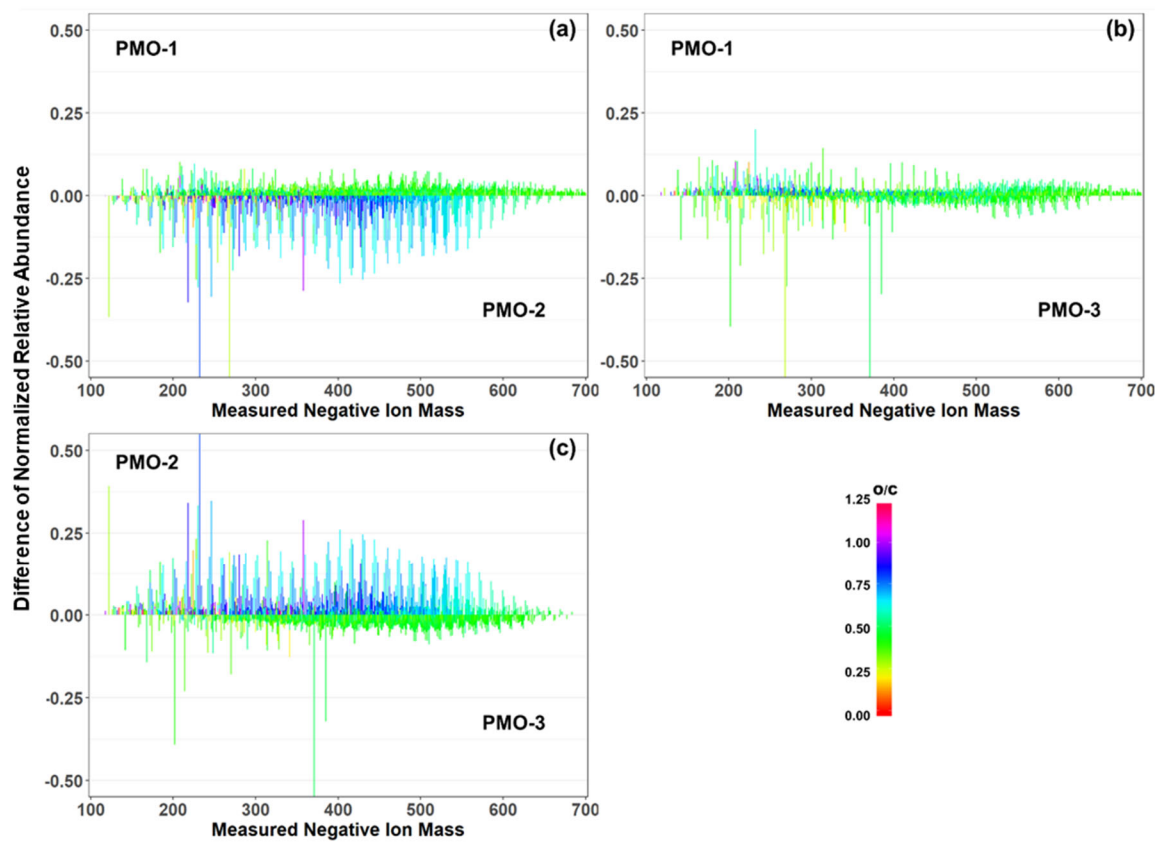 Difference of Normalized Relative Abundance
(a)
PMO-1
PMO-2
0.50
0.25
0.00
-0.25
-0.50
100 200 300 400 500 600 700
Measured Negative Ion Mass
(b)
PMO-1
PMO-3
0.50
0.25
0.00
-0.25
-0.50
100 200 300 400 500 600 700
Measured Negative Ion Mass
(c)
PMO-2
PMO-3
0.50
0.25
0.00
-0.25
-0.50
100 200 300 400 500 600 700
Measured Negative Ion Mass
O/C
1.25
1.00
0.75
0.50
0.25
0.00